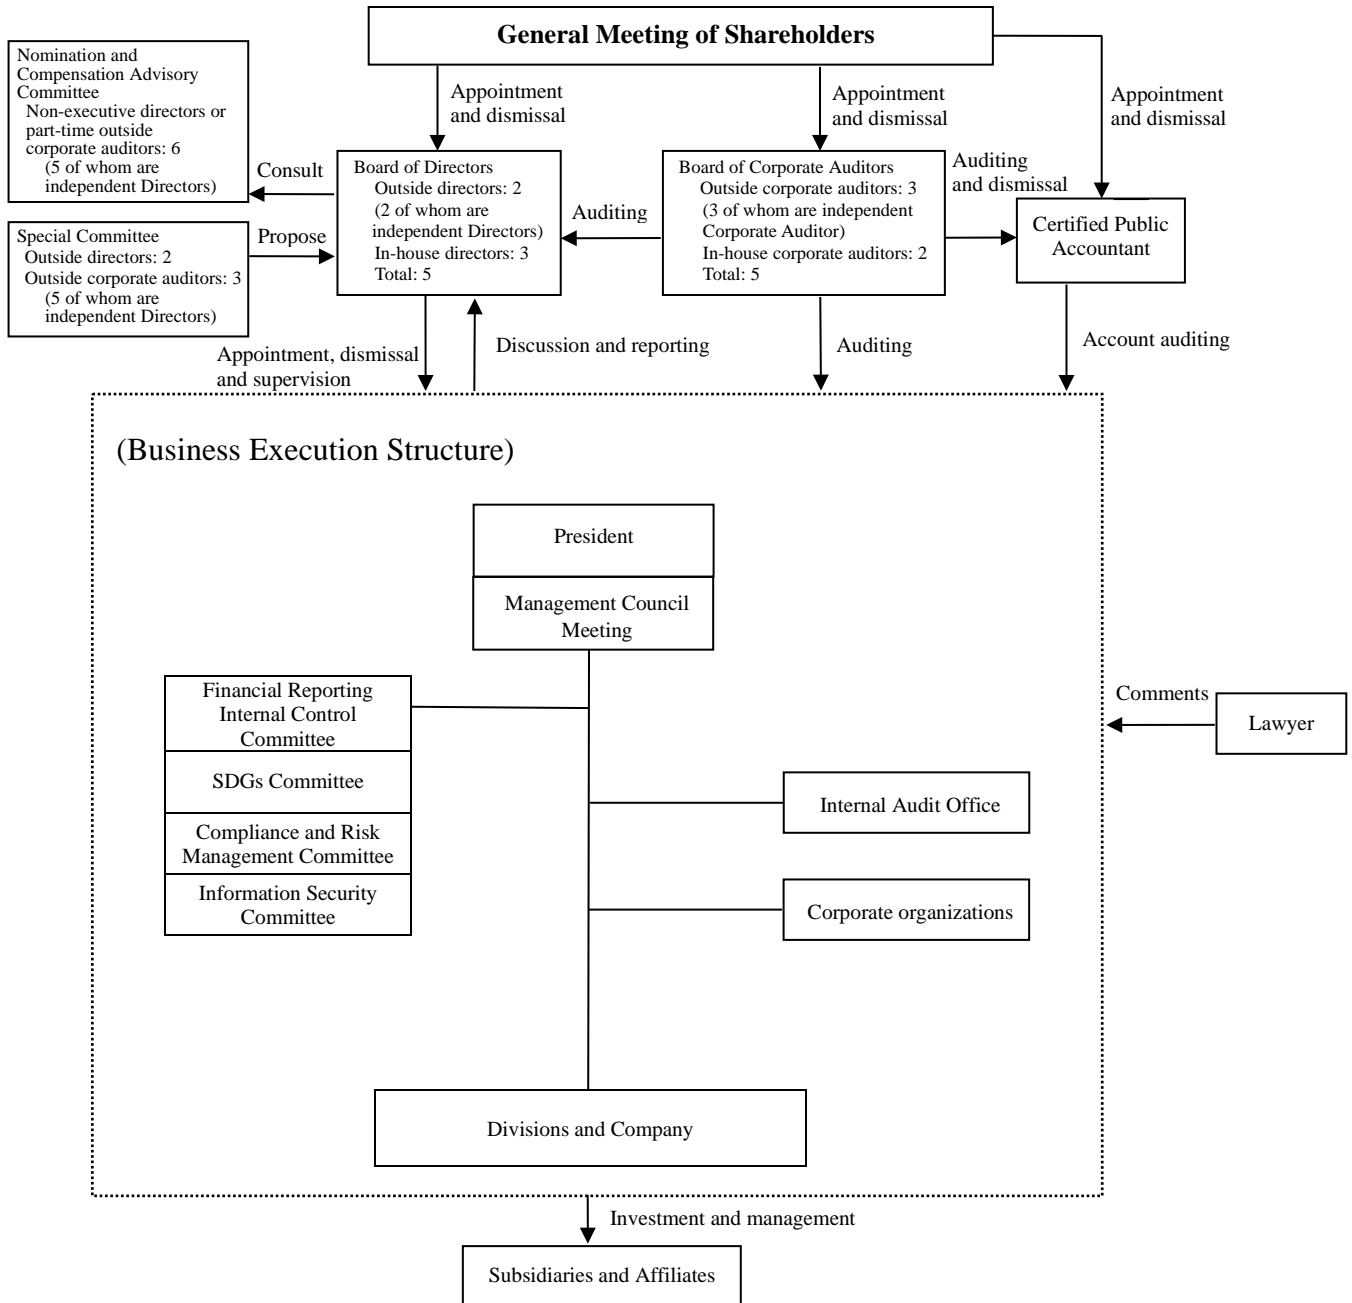 General Meeting of Shareholders
Nomination and
Compensation Advisory
Committee
Non-executive directors or
part-time outside
corporate auditors: 6
(5 of whom are
independent Directors)
Appointment
and dismissal
Appointment
and dismissal
Appointment
and dismissal
Consult
Board of Directors
Outside directors: 2
(2 of whom are
independent Directors)
In-house directors: 3
Total: 5
Auditing
Board of Corporate Auditors
Outside corporate auditors: 3
(3 of whom are independent
Corporate Auditor)
In-house corporate auditors: 2
Total: 5
Auditing
and dismissal
Certified Public
Accountant
Special Committee
Outside directors: 2
Outside corporate auditors: 3
(5 of whom are
independent Directors)
Propose
Appointment, dismissal
and supervision
Discussion and reporting
Auditing
Account auditing
(Business Execution Structure)
President
Management Council
Meeting
Financial Reporting
Internal Control
Committee
SDGs Committee
Compliance and Risk
Management Committee
Information Security
Committee
Internal Audit Office
Corporate organizations
Comments
Lawyer
Divisions and Company
Investment and management
Subsidiaries and Affiliates